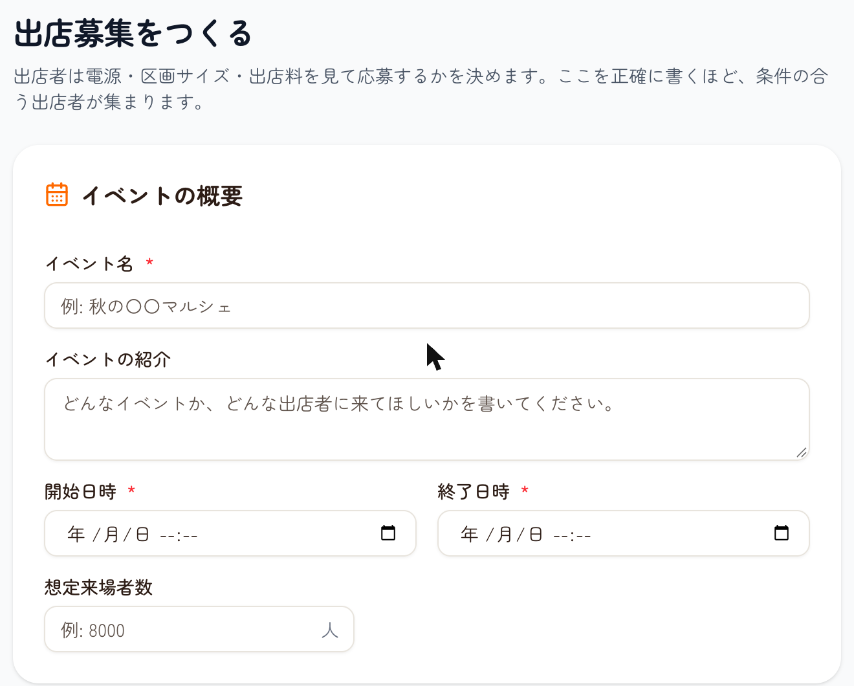 出店募集をつくる
出店者は電源・区画サイズ・出店料を見て応募するかを決めます。ここを正確に書くほど、条件の合
う出店者が集まります。
イベントの概要
イベント名 *
例: 秋の〇〇マルシェ
イベントの紹介
どんなイベントか、どんな出店者に来てほしいかを書いてください。
開始日時 * 終了日時 *
年 /月/日 --:-- 年 /月/日 --:--
想定来場者数
例: 8000 人